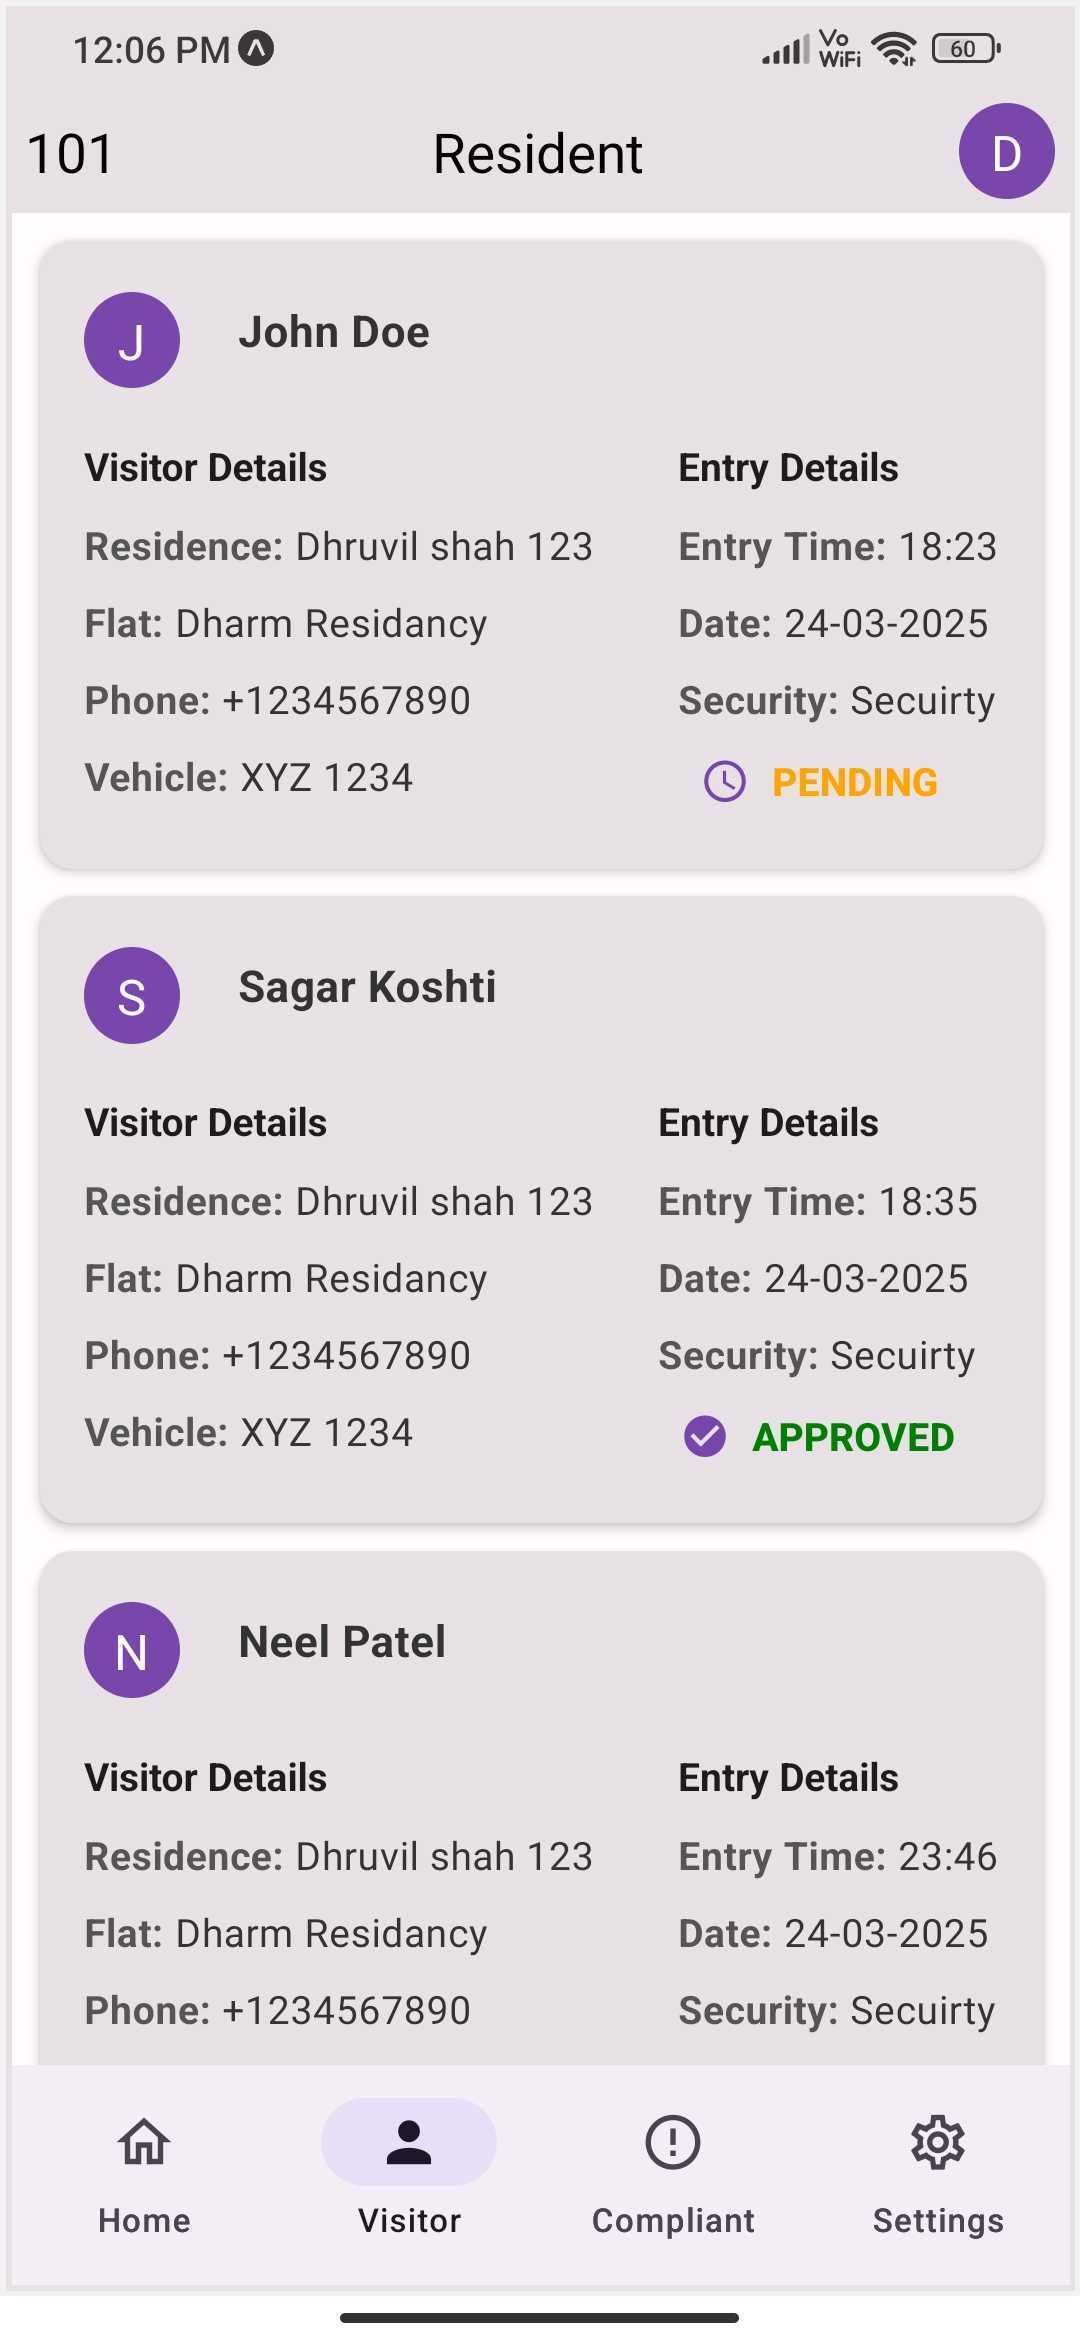 12:06 PM
Vo
WiFi
60
101
Resident
D
J
John Doe
Visitor Details
Residence: Dhruvil shah 123
Flat: Dharm Residancy
Phone: +1234567890
Vehicle: XYZ 1234
Entry Details
Entry Time: 18:23
Date: 24-03-2025
Security: Secuirty
PENDING
S
Sagar Koshti
Visitor Details
Residence: Dhruvil shah 123
Flat: Dharm Residancy
Phone: +1234567890
Vehicle: XYZ 1234
Entry Details
Entry Time: 18:35
Date: 24-03-2025
Security: Secuirty
APPROVED
N
Neel Patel
Visitor Details
Residence: Dhruvil shah 123
Flat: Dharm Residancy
Phone: +1234567890
Entry Details
Entry Time: 23:46
Date: 24-03-2025
Security: Secuirty
Home
Visitor
Compliant
Settings